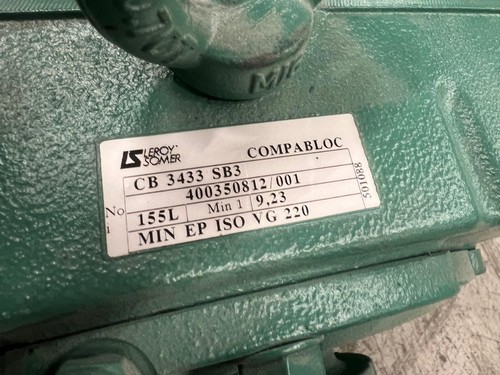 LEROY
SOMER
COMPABLOC
CB 3433 SB3
No 400350812/001
i 155L Min 1 9,23
MIN EP ISO VG 220
501088